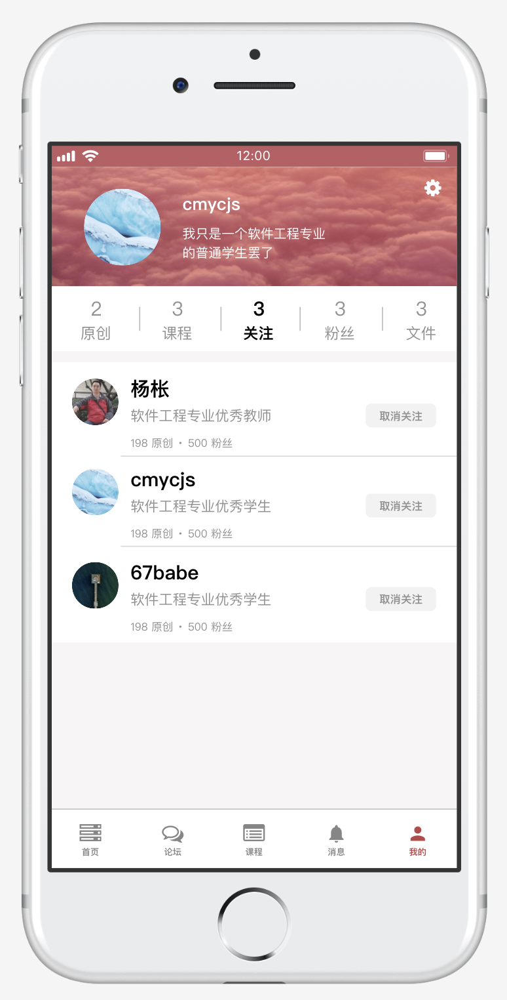 12:00
cmycjs
我只是一个软件工程专业
的普通学生罢了
2 3 3 3 3
原创 课程 关注 粉丝 文件
杨枨
软件工程专业优秀教师
取消关注
198 原创 · 500 粉丝
cmycjs
软件工程专业优秀学生
取消关注
198 原创 · 500 粉丝
67babe
软件工程专业优秀学生
取消关注
198 原创 · 500 粉丝
首页 论坛 课程 消息 我的